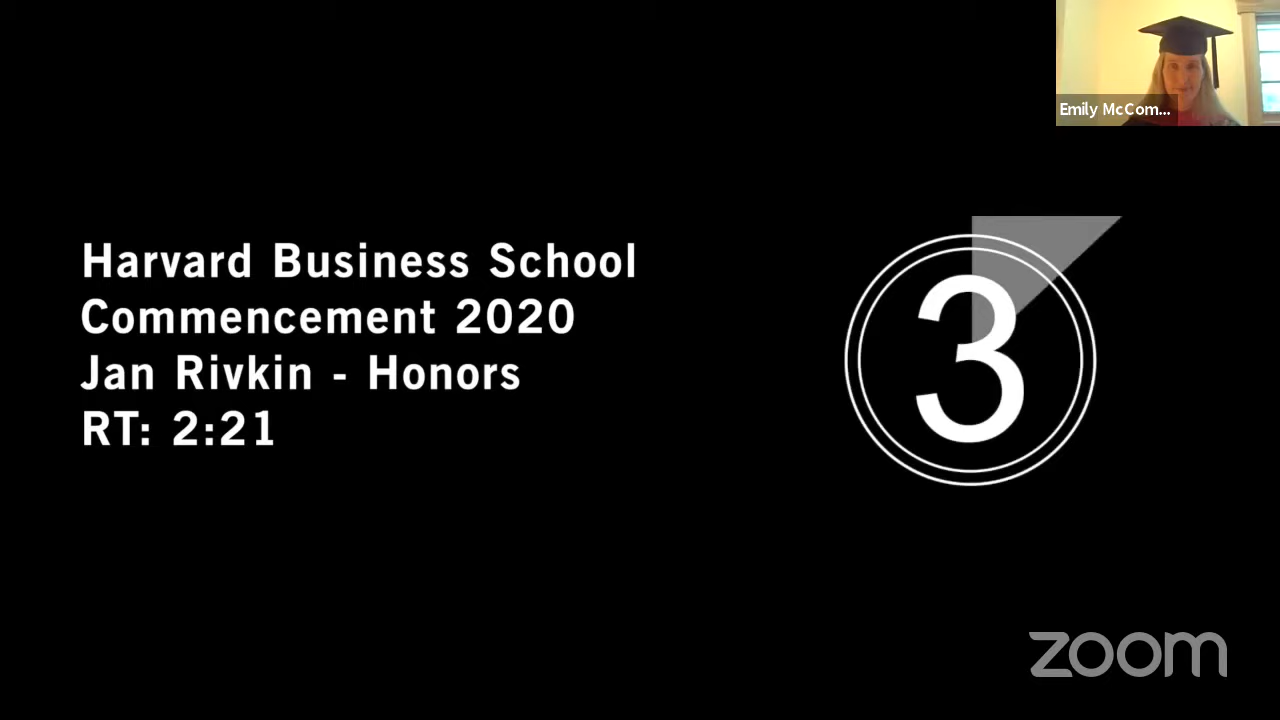 Emily McCom...
Harvard Business School
Commencement 2020
Jan Rivkin - Honors
RT: 2:21
3
zoom